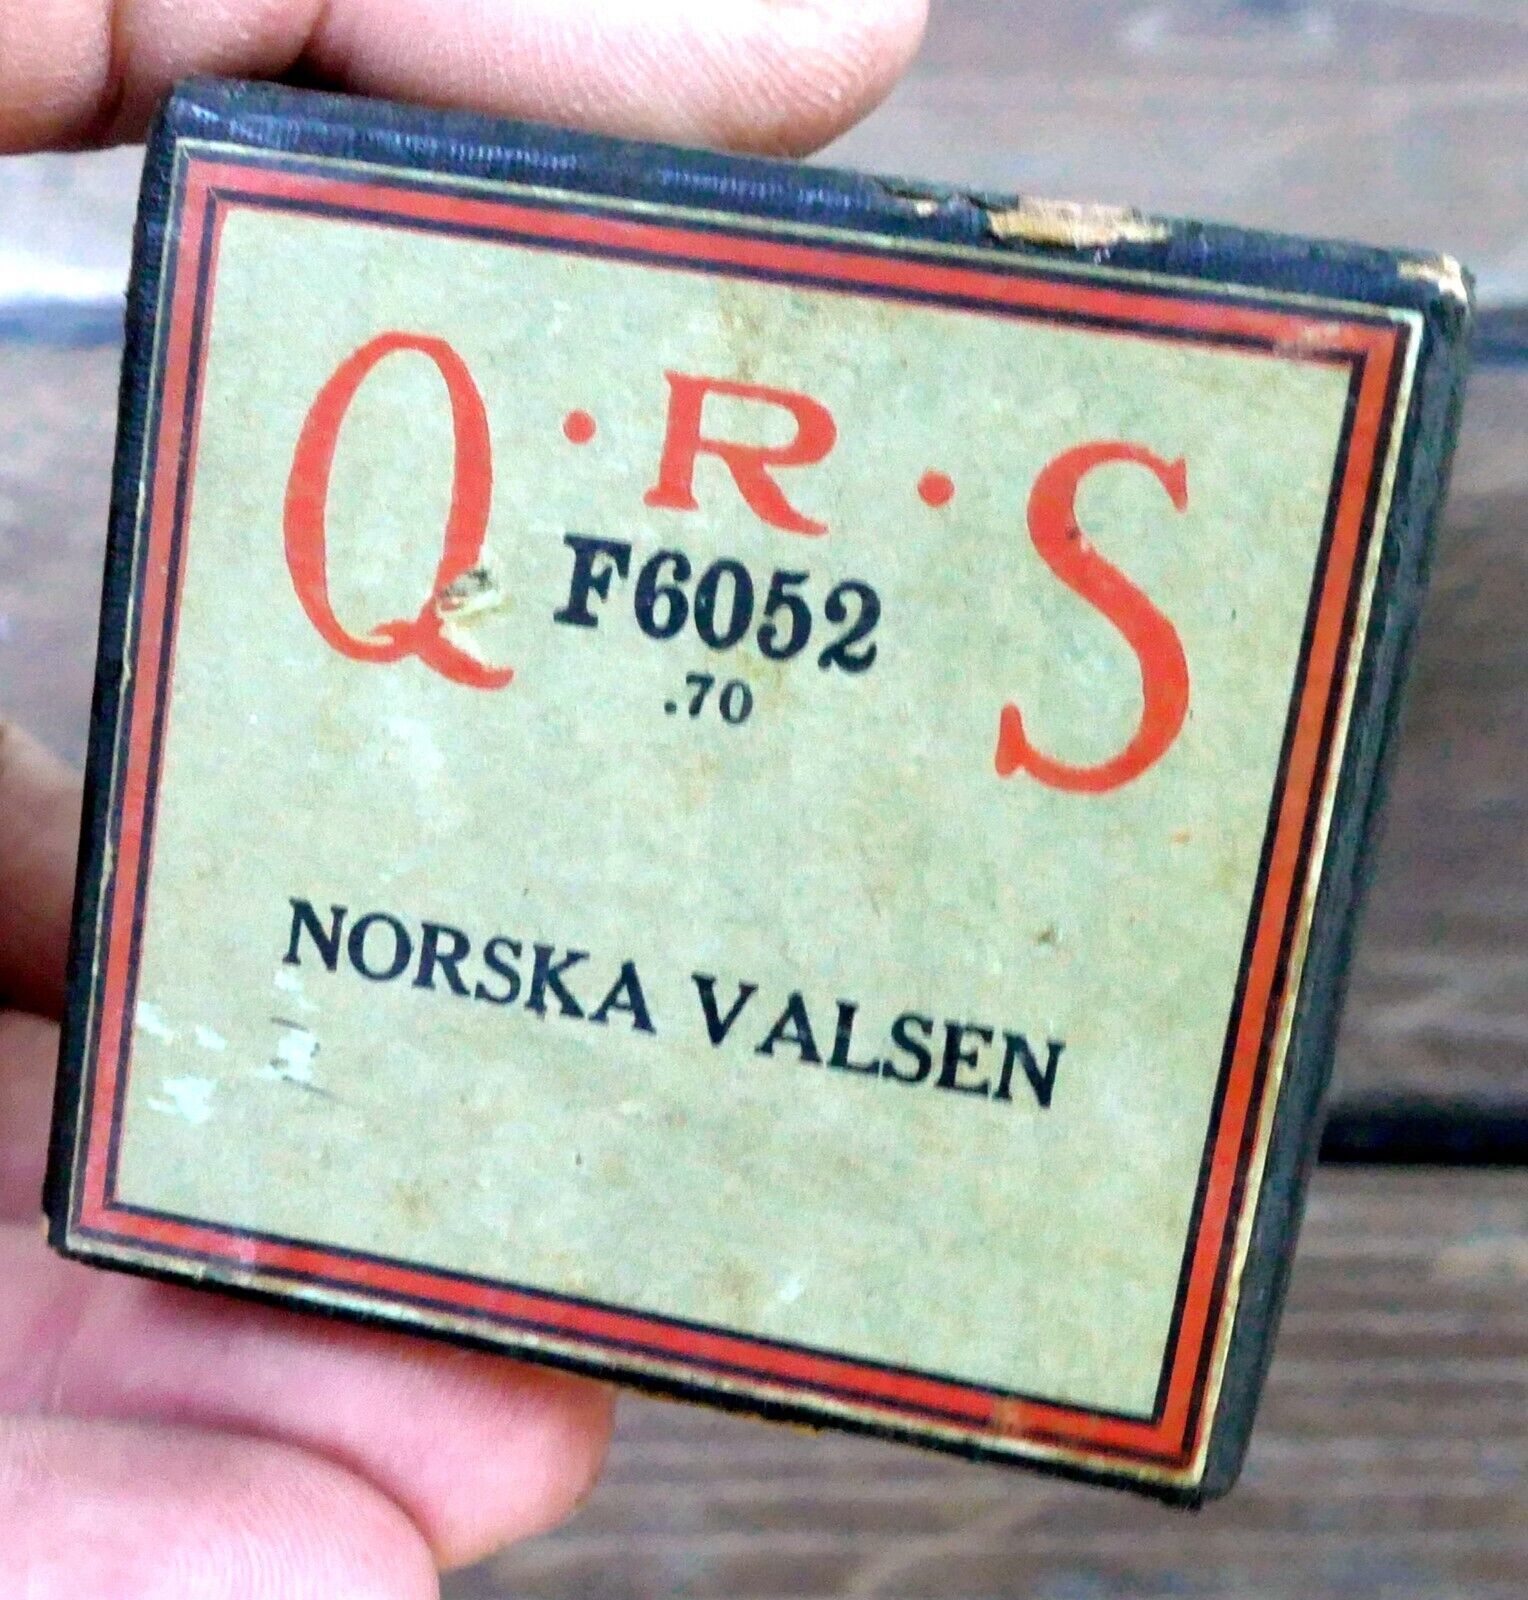 Q·R·S
F6052
.70
NORSKA VALSEN